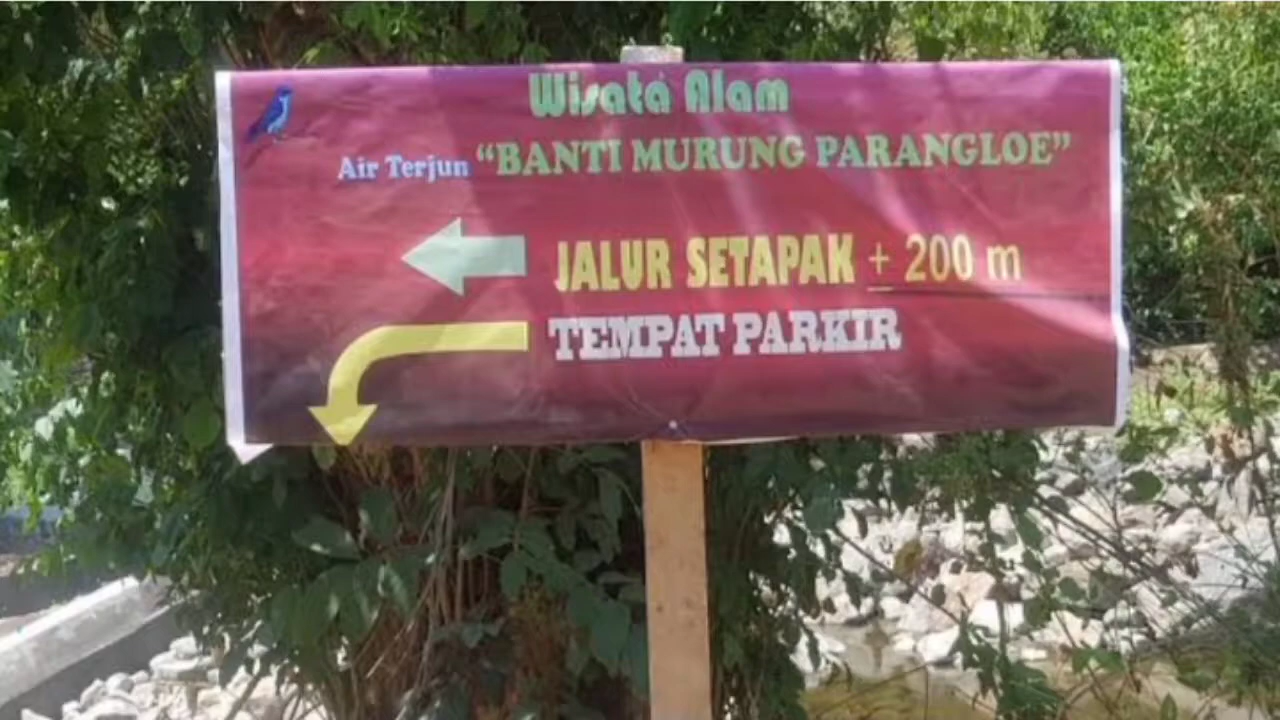 Wisata Alam
Air Terjun "BANTI MURUNG PARANGLOE"
JALUR SETAPAK ± 200 m
TEMPAT PARKIR